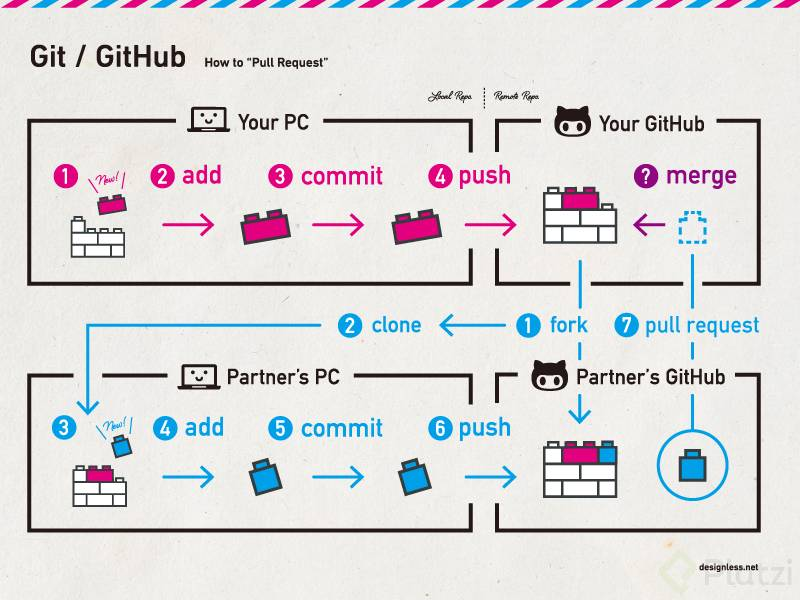 Git / GitHub How to “Pull Request”
Local Repo. Remote Repo.
Your PC
Your GitHub
1 New!
2 add
3 commit
4 push
? merge
2 clone
1 fork
7 pull request
Partner's PC
Partner's GitHub
3 New!
4 add
5 commit
6 push
designless.net
Platzi